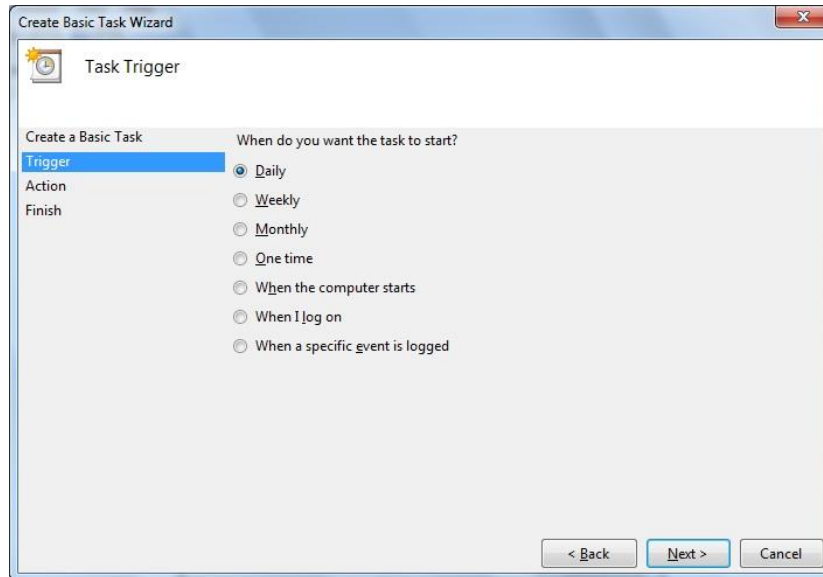 Create Basic Task Wizard
Task Trigger
Create a Basic Task
Trigger
Action
Finish
When do you want the task to start?
Daily
Weekly
Monthly
One time
When the computer starts
When I log on
When a specific event is logged
< Back
Next >
Cancel